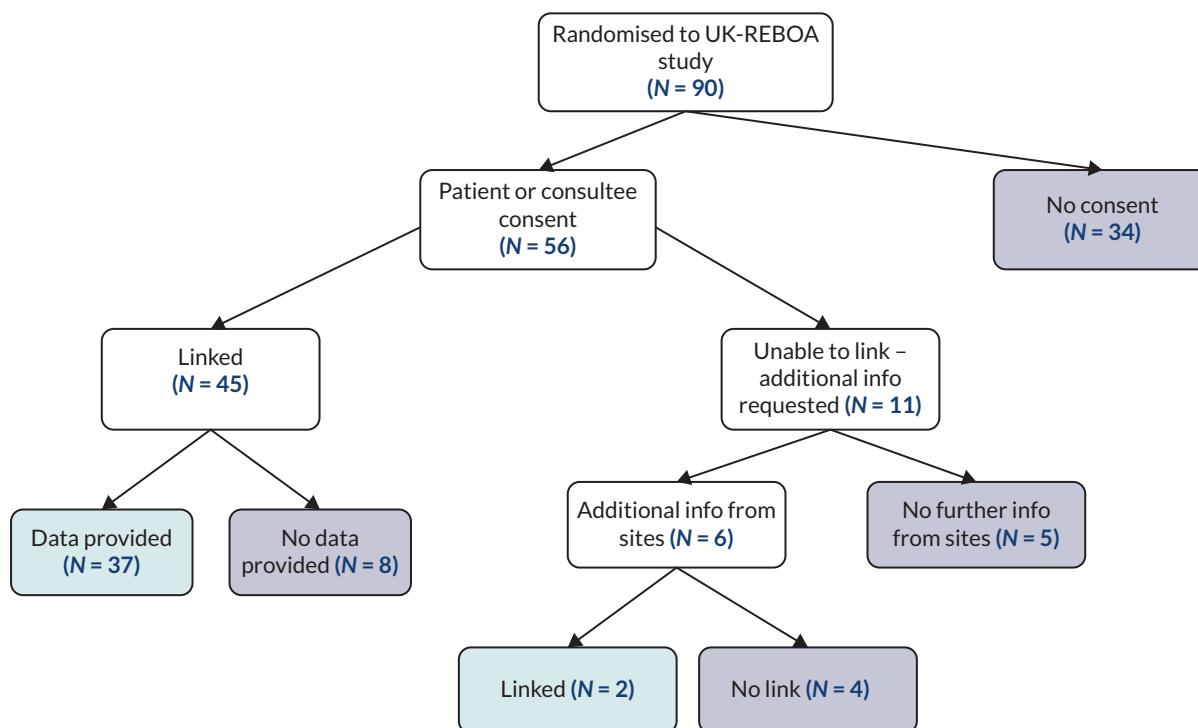 Randomised to UK-REBOA
study
(N = 90)
Patient or consultee
consent
(N = 56)
No consent
(N = 34)
Linked
(N = 45)
Unable to link –
additional info
requested (N = 11)
Data provided
(N = 37)
No data
provided (N = 8)
Additional info from
sites (N = 6)
No further info
from sites (N = 5)
Linked (N = 2)
No link (N = 4)